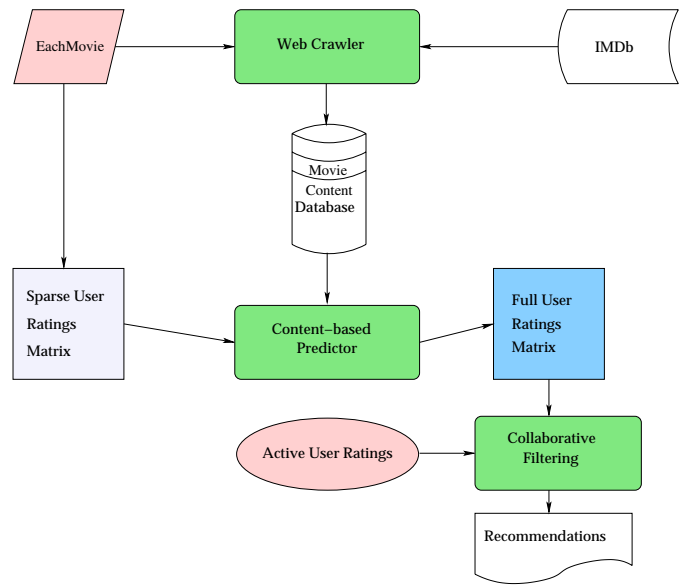 EachMovie
Web Crawler
IMDb
Movie
Content
Database
Sparse User
Ratings
Matrix
Content-based
Predictor
Full User
Ratings
Matrix
Active User Ratings
Collaborative
Filtering
Recommendations